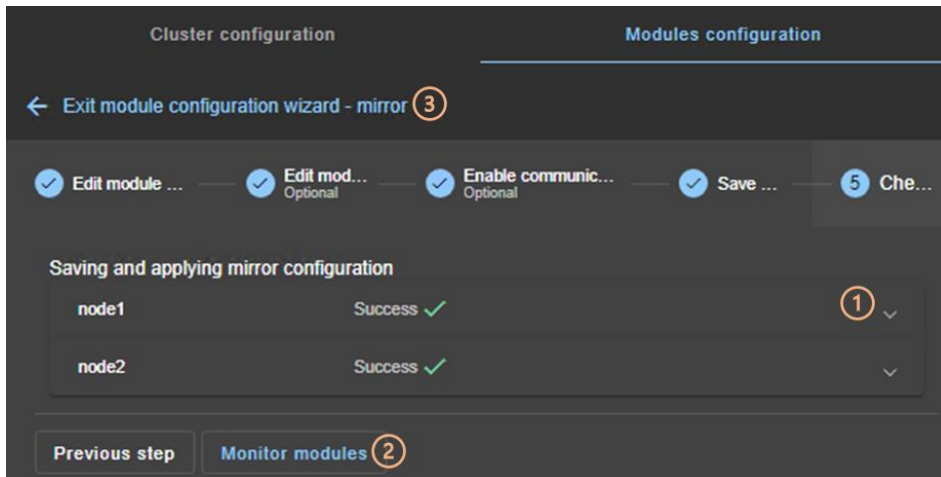 Cluster configuration Modules configuration
← Exit module configuration wizard - mirror 3
Edit module ... Edit mod... Enable communic... Save ... 5 Che...
Optional Optional
Saving and applying mirror configuration
node1 Success ✓ 1
node2 Success ✓
Previous step Monitor modules 2